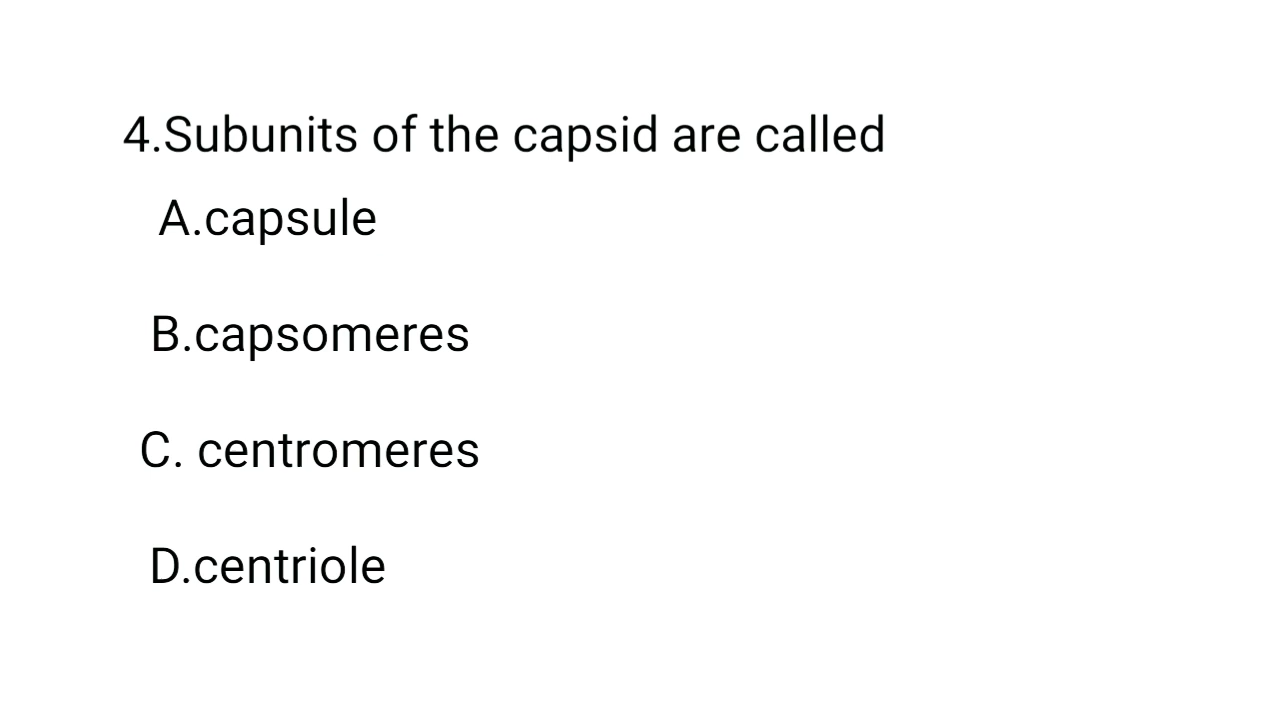 4.Subunits of the capsid are called
A.capsule
B.capsomeres
C. centromeres
D.centriole